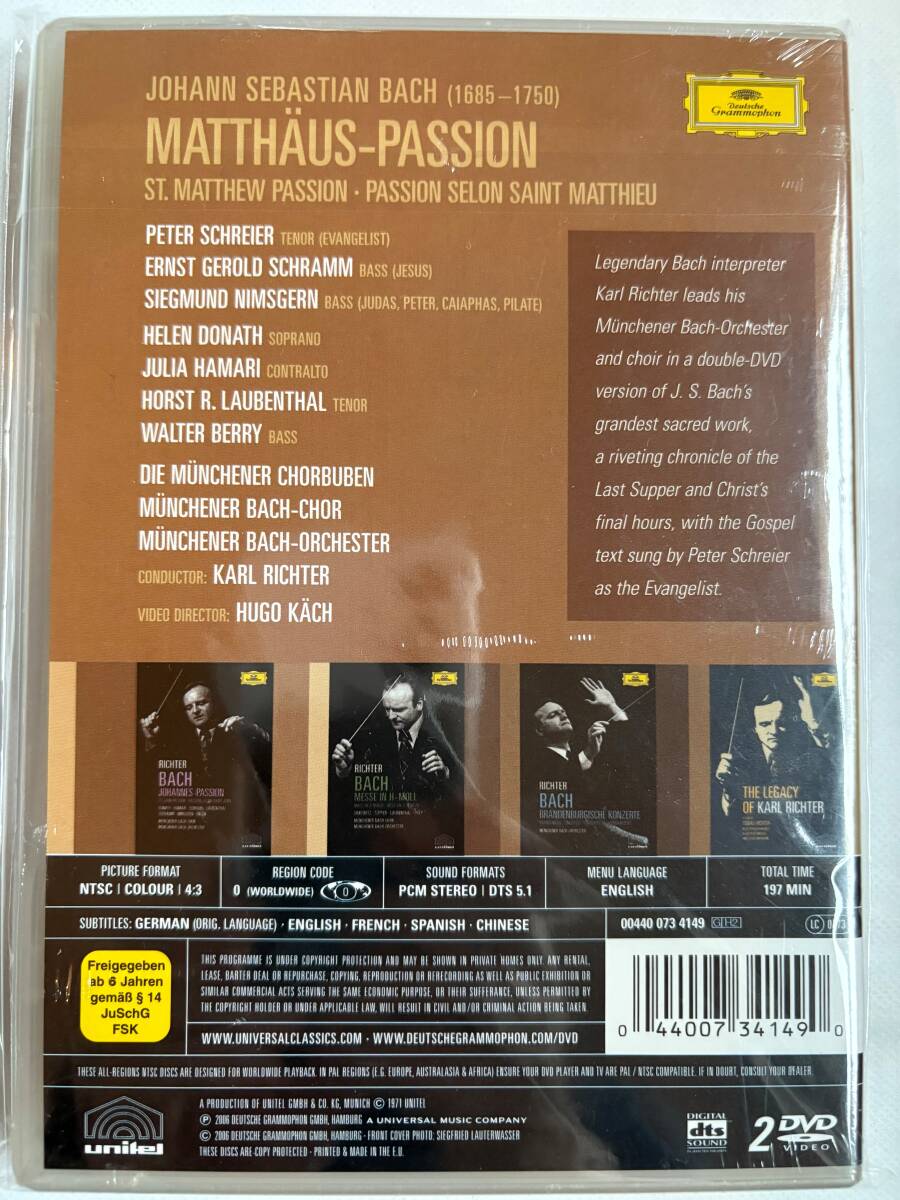 JOHANN SEBASTIAN BACH (1685–1750)
Deutsche
Grammophon
MATTHÄUS-PASSION
ST. MATTHEW PASSION · PASSION SELON SAINT MATTHIEU
PETER SCHREIER TENOR (EVANGELIST)
ERNST GEROLD SCHRAMM BASS (JESUS)
SIEGMUND NIMSGERN BASS (JUDAS, PETER, CAIAPHAS, PILATE)
HELEN DONATH SOPRANO
JULIA HAMARI CONTRALTO
HORST R. LAUBENTHAL TENOR
WALTER BERRY BASS
DIE MÜNCHENER CHORBUBEN
MÜNCHENER BACH-CHOR
MÜNCHENER BACH-ORCHESTER
CONDUCTOR: KARL RICHTER
VIDEO DIRECTOR: HUGO KÄCH
Legendary Bach interpreter
Karl Richter leads his
Münchener Bach-Orchester
and choir in a double-DVD
version of J. S. Bach's
grandest sacred work,
a riveting chronicle of the
Last Supper and Christ's
final hours, with the Gospel
text sung by Peter Schreier
as the Evangelist.
RICHTER
BACH
JOHANNES-PASSION
RICHTER
BACH
MESSE IN H-MOLL
RICHTER
BACH
BRANDENBURGISCHE KONZERTE
THE LEGACY
OF KARL RICHTER
PICTURE FORMAT
NTSC | COLOUR | 4:3
REGION CODE
0 (WORLDWIDE) 0
SOUND FORMATS
PCM STEREO | DTS 5.1
MENU LANGUAGE
ENGLISH
TOTAL TIME
197 MIN
SUBTITLES: GERMAN (ORIG. LANGUAGE) · ENGLISH · FRENCH · SPANISH · CHINESE
00440 073 4149 GH2
LC
Freigegeben
ab 6 Jahren
gemäß § 14
JuSchG
FSK
THIS PROGRAMME IS UNDER COPYRIGHT PROTECTION AND MAY BE SHOWN IN PRIVATE HOMES ONLY. ANY RENTAL,
LEASE, BARTER DEAL OR REPURCHASE, COPYING, REPRODUCTION OR RERECORDING AS WELL AS PUBLIC EXHIBITION OR
SIMILAR COMMERCIAL ACTS SERVING THE SAME ECONOMIC PURPOSE, OR THEIR SUFFERANCE, UNLESS PERMITTED BY
THE COPYRIGHT HOLDER OR UNDER APPLICABLE LAW, WILL RESULT IN CIVIL AND/OR CRIMINAL ACTION BEING TAKEN.
WWW.UNIVERSALCLASSICS.COM · WWW.DEUTSCHEGRAMMOPHON.COM/DVD
0 44007 34149 0
THESE ALL-REGIONS NTSC DISCS ARE DESIGNED FOR WORLDWIDE PLAYBACK. IN PAL REGIONS (E.G. EUROPE, AUSTRALASIA & AFRICA) ENSURE YOUR DVD PLAYER AND TV ARE PAL / NTSC COMPATIBLE. IF IN DOUBT, CONSULT YOUR DEALER.
unitel
A PRODUCTION OF UNITEL GMBH & CO. KG, MUNICH © 1971 UNITEL
℗ 2006 DEUTSCHE GRAMMOPHON GMBH, HAMBURG A UNIVERSAL MUSIC COMPANY
© 2006 DEUTSCHE GRAMMOPHON GMBH, HAMBURG · FRONT COVER PHOTO: SIEGFRIED LAUTERWASSER
THESE DISCS ARE COPY PROTECTED · PRINTED & MADE IN THE E.U.
DIGITAL
dts
SOUND
2 DVD
VIDEO